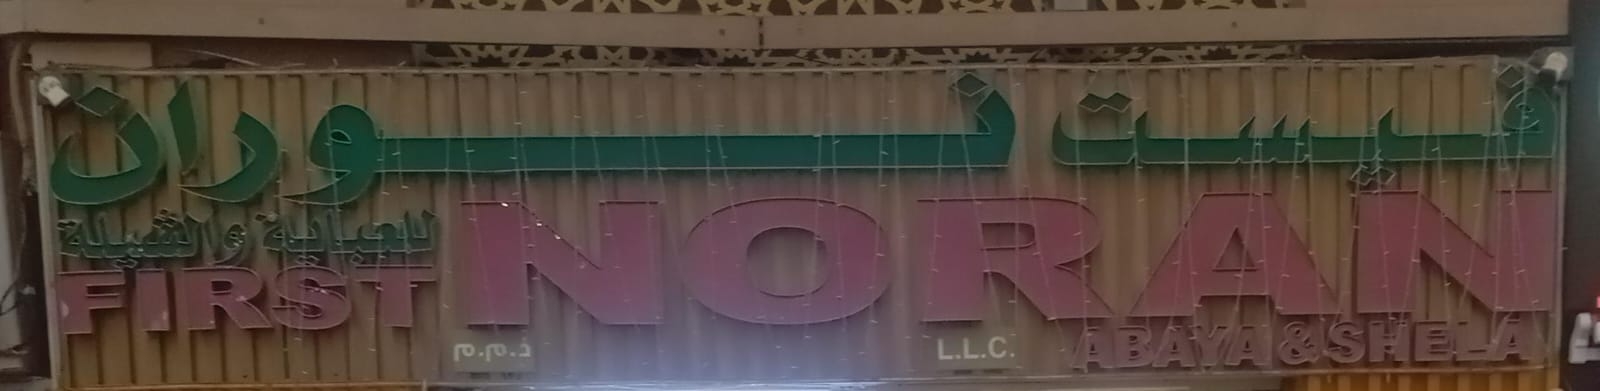 فيست نوران
للعباية والشيلة
FIRST NORAN
ABAYA & SHELA
ذ.م.م L.L.C.